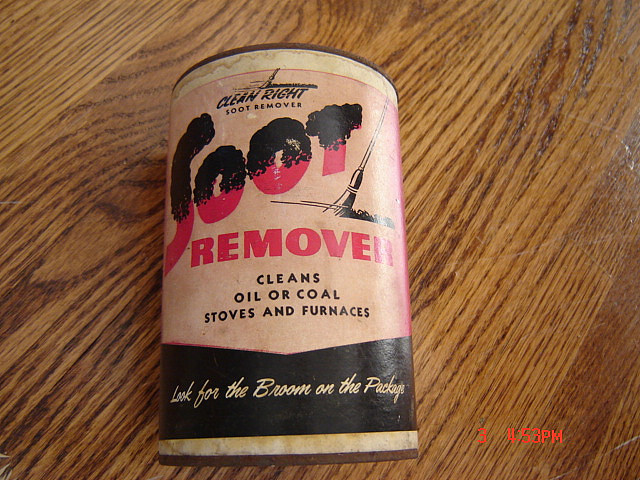 CLEAN RIGHT
SOOT REMOVER
SOOT
REMOVER
CLEANS
OIL OR COAL
STOVES AND FURNACES
Look for the Broom on the Package
3 4:53PM